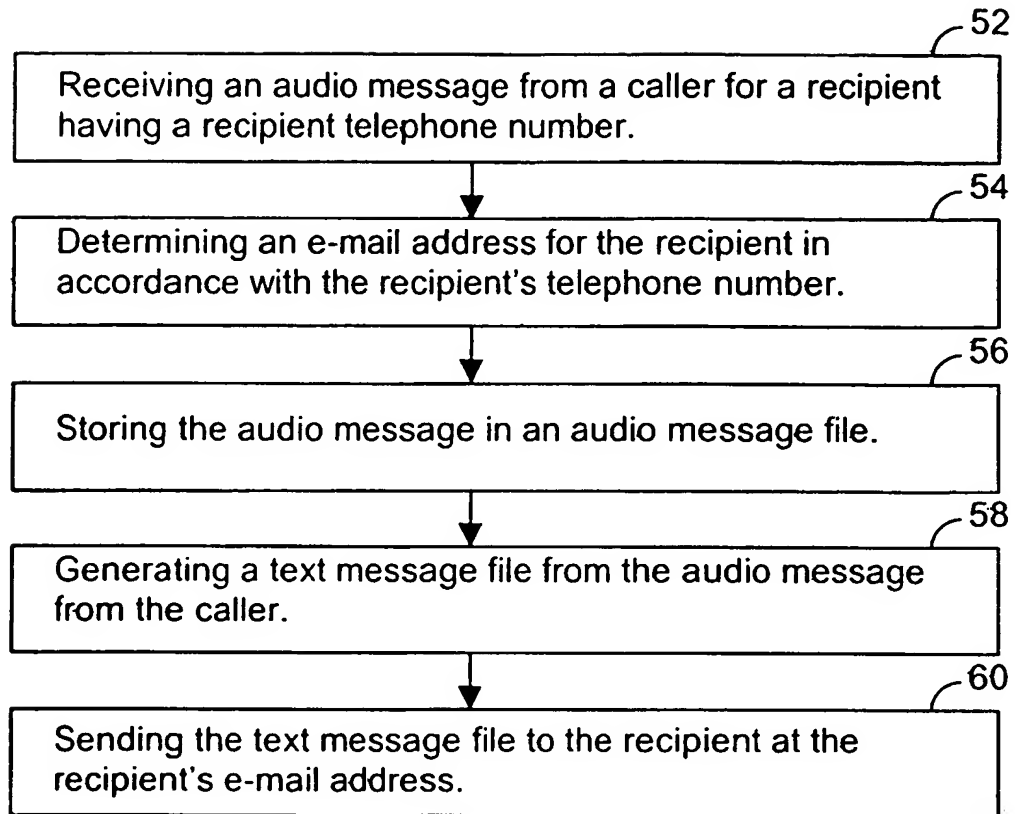 52
Receiving an audio message from a caller for a recipient
having a recipient telephone number.
54
Determining an e-mail address for the recipient in
accordance with the recipient's telephone number.
56
Storing the audio message in an audio message file.
58
Generating a text message file from the audio message
from the caller.
60
Sending the text message file to the recipient at the
recipient's e-mail address.